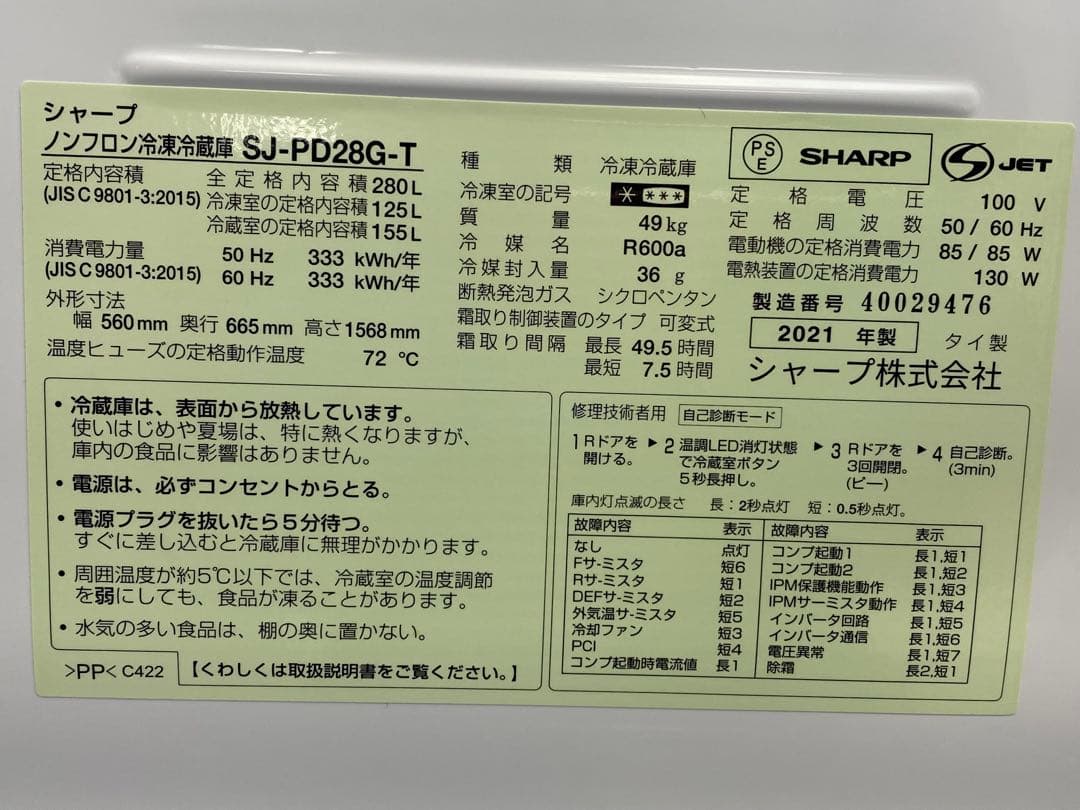 シャープ
ノンフロン冷凍冷蔵庫 SJ-PD28G-T
定格内容積 全定格内容積 280 L
(JIS C 9801-3:2015) 冷凍室の定格内容積 125 L
冷蔵室の定格内容積 155 L
消費電力量 50 Hz 333 kWh/年
(JIS C 9801-3:2015) 60 Hz 333 kWh/年
外形寸法
幅 560 mm 奥行 665 mm 高さ 1568 mm
温度ヒューズの定格動作温度 72 ℃
種類 冷凍冷蔵庫
冷凍室の記号 * ***
質量 49 kg
冷媒名 R600a
冷媒封入量 36 g
断熱発泡ガス シクロペンタン
霜取り制御装置のタイプ 可変式
霜取り間隔 最長 49.5 時間
最短 7.5 時間
PSE SHARP S JET
定格電圧 100 V
定格周波数 50 / 60 Hz
電動機の定格消費電力 85 / 85 W
電熱装置の定格消費電力 130 W
製造番号 40029476
2021 年製 タイ製
シャープ株式会社
・冷蔵庫は、表面から放熱しています。
使いはじめや夏場は、特に熱くなりますが、
庫内の食品に影響はありません。
・電源は、必ずコンセントからとる。
・電源プラグを抜いたら5分待つ。
すぐに差し込むと冷蔵庫に無理がかかります。
・周囲温度が約5℃以下では、冷蔵室の温度調節
を弱にしても、食品が凍ることがあります。
・水気の多い食品は、棚の奥に置かない。
>PP< C422 【くわしくは取扱説明書をご覧ください。】
修理技術者用 自己診断モード
1 Rドアを開ける。 ▶ 2 温調LED消灯状態で冷蔵室ボタン5秒長押し。 ▶ 3 Rドアを3回開閉。(ピー) ▶ 4 自己診断。(3min)
庫内灯点滅の長さ 長：2秒点灯 短：0.5秒点灯。
故障内容 表示 故障内容 表示
なし 点灯 コンプ起動1 長1,短1
Fサ-ミスタ 短6 コンプ起動2 長1,短2
Rサ-ミスタ 短1 IPM保護機能動作 長1,短3
DEFサ-ミスタ 短2 IPMサーミスタ動作 長1,短4
外気温サ-ミスタ 短5 インバータ回路 長1,短5
冷却ファン 短3 インバータ通信 長1,短6
PCI 短4 電圧異常 長1,短7
コンプ起動時電流値 長1 除霜 長2,短1